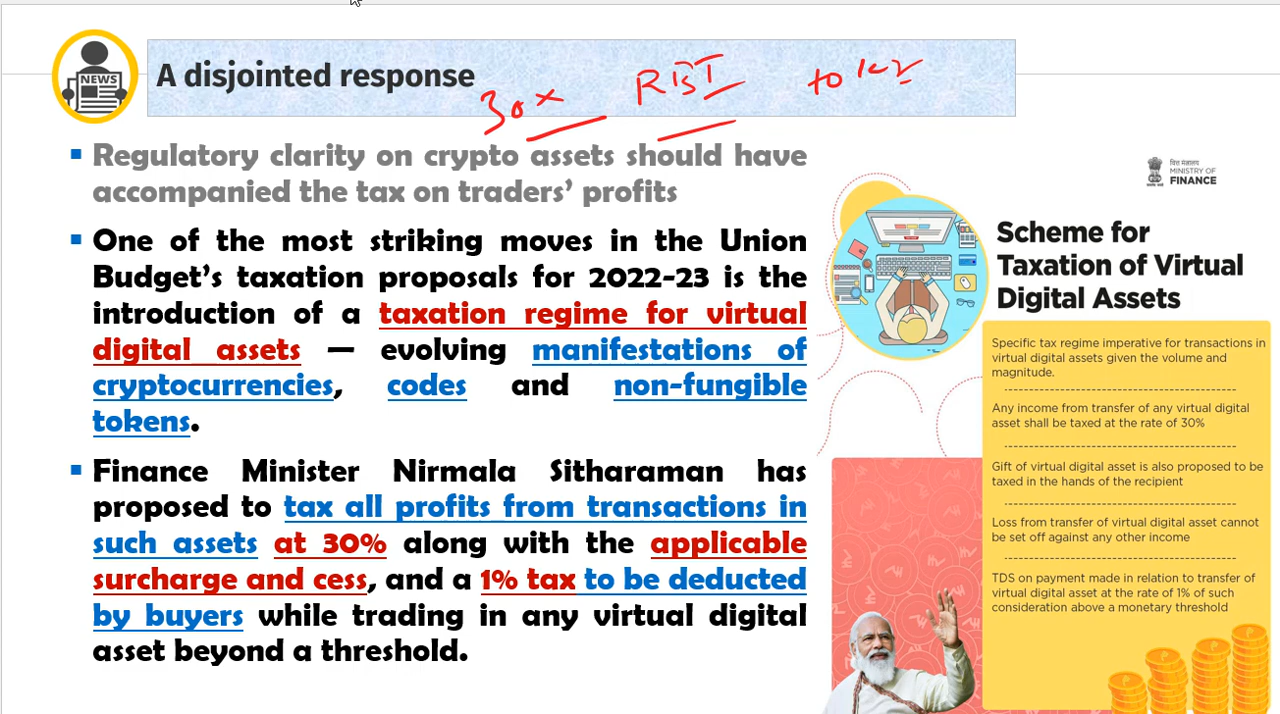 NEWS
A disjointed response
RBI
Regulatory clarity on crypto assets should have
accompanied the tax on traders' profits
One of the most striking moves in the Union
Budget's taxation proposals for 2022-23 is the
introduction of a taxation regime for virtual
digital assets — evolving manifestations of
cryptocurrencies, codes and non-fungible
tokens.
Finance Minister Nirmala Sitharaman has
proposed to tax all profits from transactions in
such assets at 30% along with the applicable
surcharge and cess, and a 1% tax to be deducted
by buyers while trading in any virtual digital
asset beyond a threshold.
वित्त मंत्रालय
MINISTRY OF
FINANCE
Scheme for
Taxation of Virtual
Digital Assets
Specific tax regime imperative for transactions in
virtual digital assets given the volume and
magnitude.
Any income from transfer of any virtual digital
asset shall be taxed at the rate of 30%
Gift of virtual digital asset is also proposed to be
taxed in the hands of the recipient
Loss from transfer of virtual digital asset cannot
be set off against any other income
TDS on payment made in relation to transfer of
virtual digital asset at the rate of 1% of such
consideration above a monetary threshold